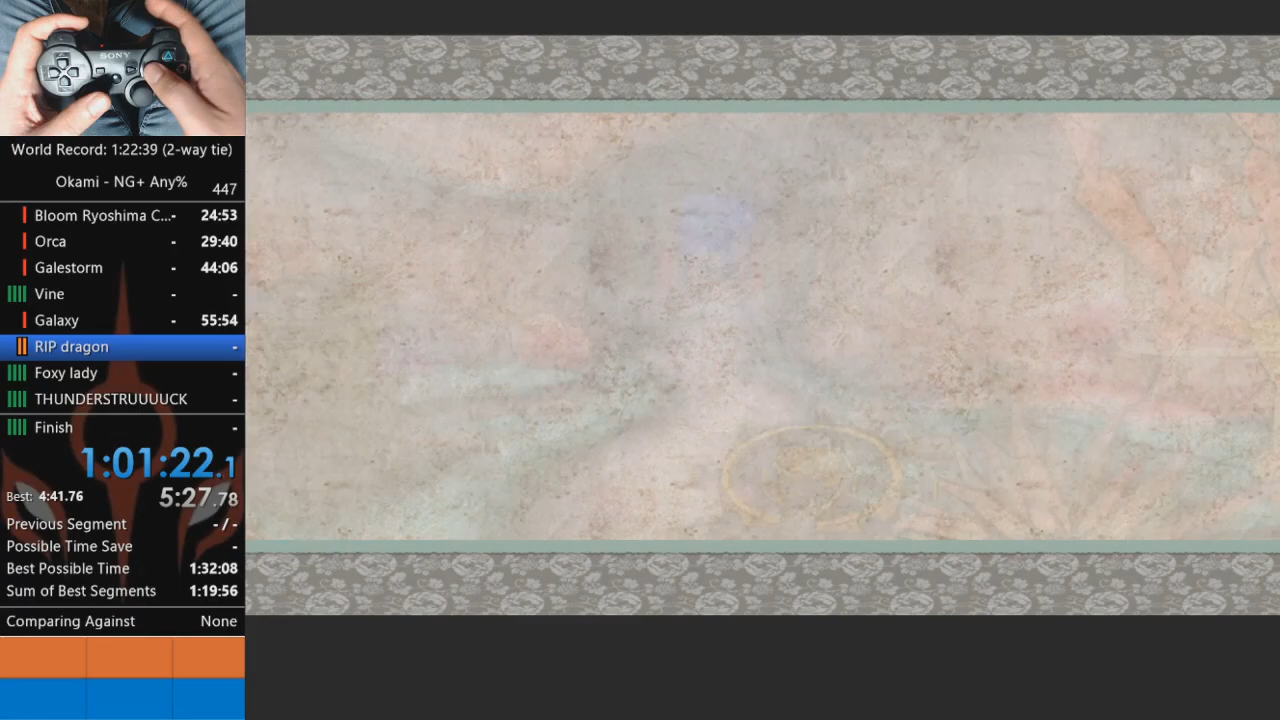 SONY
World Record: 1:22:39 (2-way tie)
Okami - NG+ Any%
447
Bloom Ryoshima C...- 24:53
Orca - 29:40
Galestorm - 44:06
Vine - -
Galaxy - 55:54
RIP dragon -
Foxy lady -
THUNDERSTRUUUUCK -
Finish -
1:01:22.1
Best: 4:41.76 5:27.78
Previous Segment - / -
Possible Time Save -
Best Possible Time 1:32:08
Sum of Best Segments 1:19:56
Comparing Against None